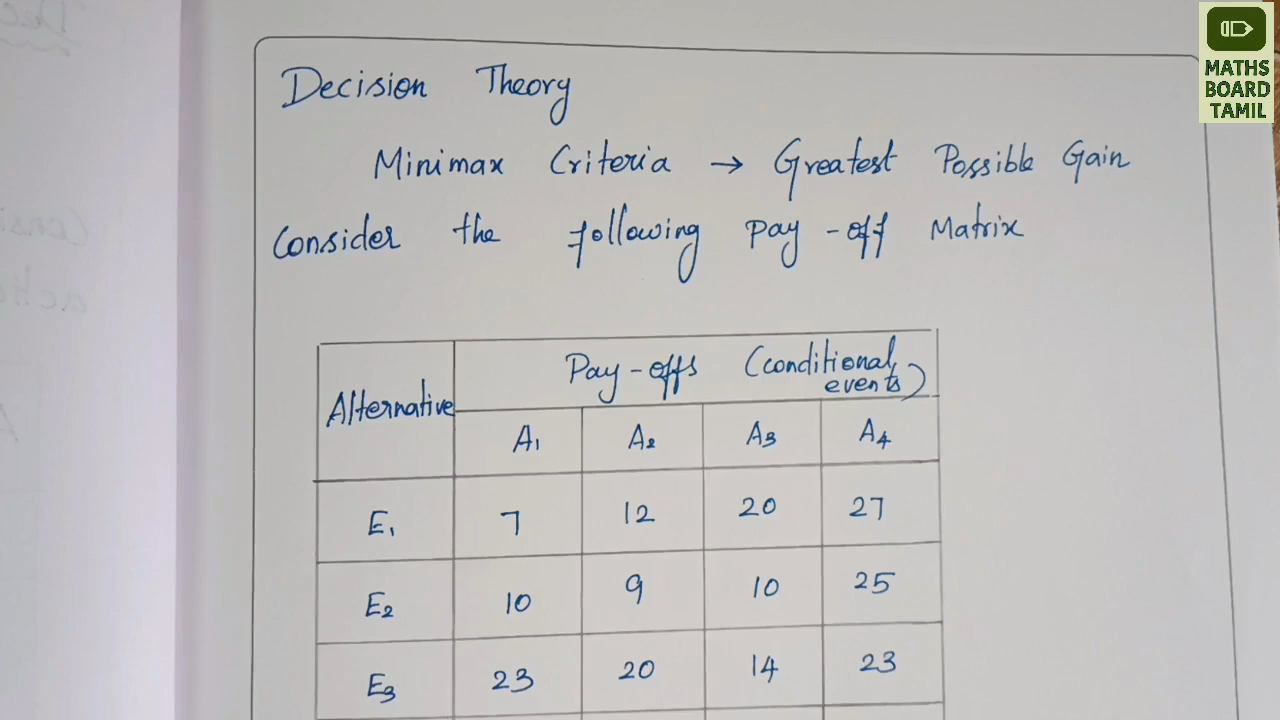 Decision Theory
Minimax Criteria → Greatest Possible Gain
Consider the following Pay-off Matrix
Alternative
Pay-offs (conditional
events)
A₁ A₂ A₃ A₄
E₁ 7 12 20 27
E₂ 10 9 10 25
E₃ 23 20 14 23
MATHS
BOARD
TAMIL